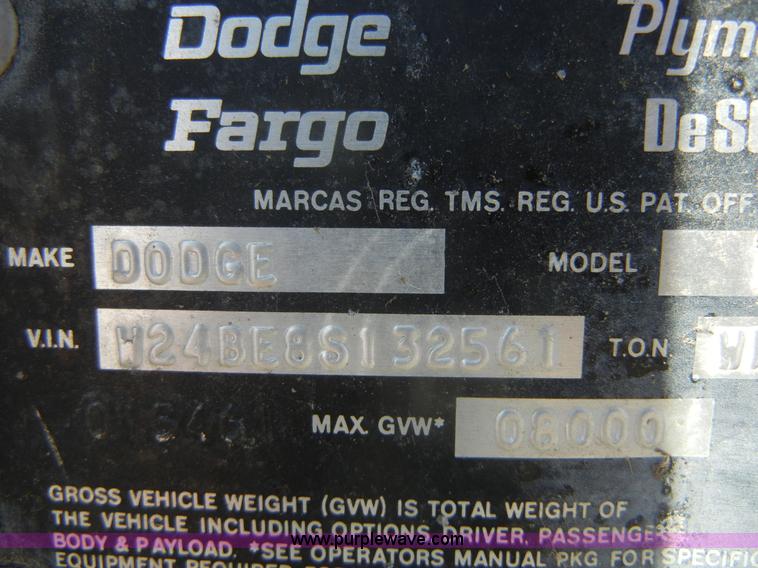 Dodge Plym
Fargo DeS
MARCAS REG. TMS. REG. U.S. PAT. OFF.
MAKE DODGE MODEL
V.I.N. W24BE8S132561 T.O.N. W
MAX. GVW* 08000
GROSS VEHICLE WEIGHT (GVW) IS TOTAL WEIGHT OF
THE VEHICLE INCLUDING OPTIONS, DRIVER, PASSENGER
BODY & PAYLOAD. *SEE OPERATORS MANUAL PKG. FOR SPECIFIC
www.purplewave.com
EQUIPMENT REQUIRED